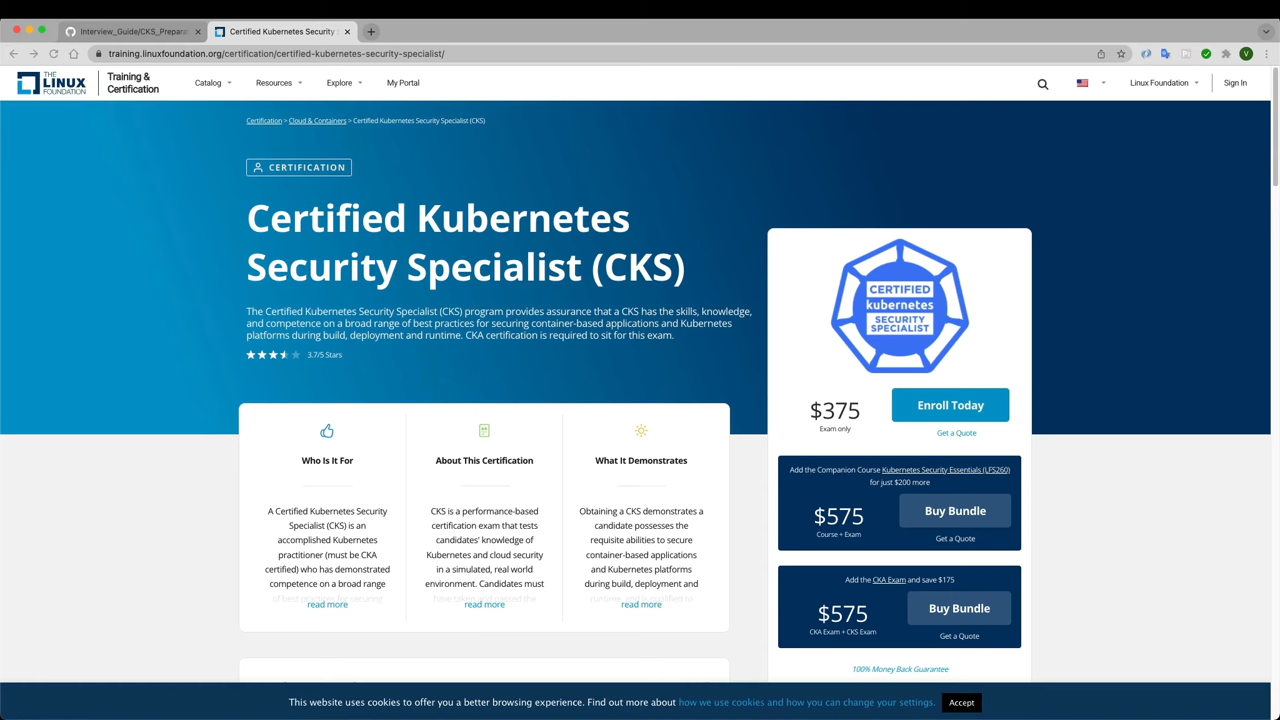 Interview_Guide/CKS_Prepara
Certified Kubernetes Security
training.linuxfoundation.org/certification/certified-kubernetes-security-specialist/
V
THE
LINUX
FOUNDATION
Training &
Certification
Catalog
Resources
Explore
My Portal
Linux Foundation
Sign In
Certification > Cloud & Containers > Certified Kubernetes Security Specialist (CKS)
CERTIFICATION
Certified Kubernetes
Security Specialist (CKS)
The Certified Kubernetes Security Specialist (CKS) program provides assurance that a CKS has the skills, knowledge,
and competence on a broad range of best practices for securing container-based applications and Kubernetes
platforms during build, deployment and runtime. CKA certification is required to sit for this exam.
3.7/5 Stars
Who Is It For
A Certified Kubernetes Security
Specialist (CKS) is an
accomplished Kubernetes
practitioner (must be CKA
certified) who has demonstrated
competence on a broad range
of best practices for securing
read more
About This Certification
CKS is a performance-based
certification exam that tests
candidates' knowledge of
Kubernetes and cloud security
in a simulated, real world
environment. Candidates must
have taken and passed the
read more
What It Demonstrates
Obtaining a CKS demonstrates a
candidate possesses the
requisite abilities to secure
container-based applications
and Kubernetes platforms
during build, deployment and
runtime, and is qualified to
read more
CERTIFIED
kubernetes
SECURITY
SPECIALIST
$375
Exam only
Enroll Today
Get a Quote
Add the Companion Course Kubernetes Security Essentials (LFS260)
for just $200 more
$575
Course + Exam
Buy Bundle
Get a Quote
Add the CKA Exam and save $175
$575
CKA Exam + CKS Exam
Buy Bundle
Get a Quote
100% Money Back Guarantee
This website uses cookies to offer you a better browsing experience. Find out more about how we use cookies and how you can change your settings.
Accept